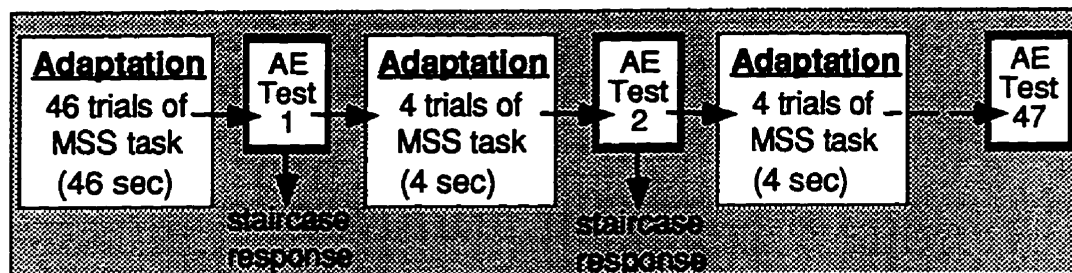 Adaptation
46 trials of
MSS task
(46 sec)
AE
Test
1
staircase
response
Adaptation
4 trials of
MSS task
(4 sec)
AE
Test
2
staircase
response
Adaptation
4 trials of
MSS task
(4 sec)
AE
Test
47